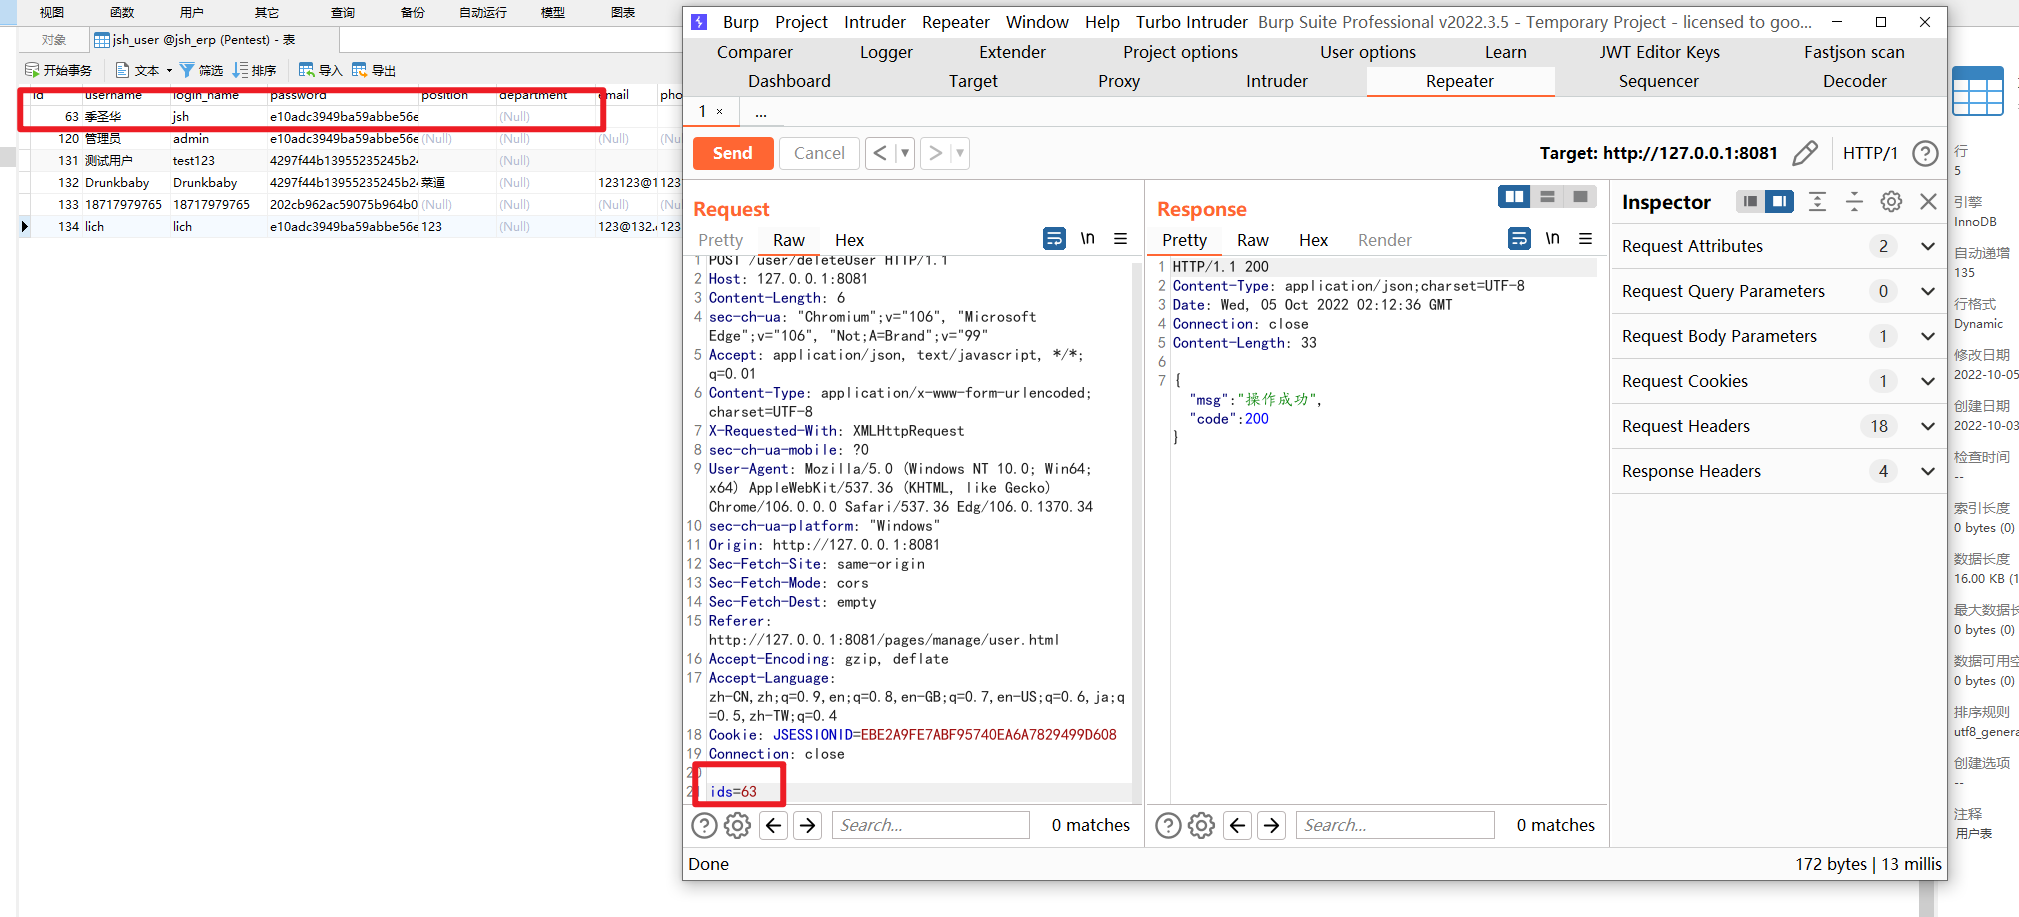 视图 函数 用户 其它 查询 备份 自动运行 模型 图表
对象 jsh_user @jsh_erp (Pentest) - 表
开始事务 文本 筛选 排序 导入 导出
id username login_name password position department email pho
63 季圣华 jsh e10adc3949ba59abbe56e (Null)
120 管理员 admin e10adc3949ba59abbe56e (Null) (Null) (Null) (Nu
131 测试用户 test123 4297f44b13955235245b24 (Null)
132 Drunkbaby Drunkbaby 4297f44b13955235245b24 菜逼 (Null) 123123@1 123
133 18717979765 18717979765 202cb962ac59075b964b0 (Null) (Null) (Null) (Nu
134 lich lich e10adc3949ba59abbe56e 123 (Null) 123@132.c 123
Burp Project Intruder Repeater Window Help Turbo Intruder Burp Suite Professional v2022.3.5 - Temporary Project - licensed to goo...
Comparer Logger Extender Project options User options Learn JWT Editor Keys Fastjson scan
Dashboard Target Proxy Intruder Repeater Sequencer Decoder
1 × ...
Send Cancel < > Target: http://127.0.0.1:8081 HTTP/1
Request
Pretty Raw Hex \n
1 POST /user/deleteUser HTTP/1.1
2 Host: 127.0.0.1:8081
3 Content-Length: 6
4 sec-ch-ua: "Chromium";v="106", "Microsoft
Edge";v="106", "Not;A=Brand";v="99"
5 Accept: application/json, text/javascript, */*;
q=0.01
6 Content-Type: application/x-www-form-urlencoded;
charset=UTF-8
7 X-Requested-With: XMLHttpRequest
8 sec-ch-ua-mobile: ?0
9 User-Agent: Mozilla/5.0 (Windows NT 10.0; Win64;
x64) AppleWebKit/537.36 (KHTML, like Gecko)
Chrome/106.0.0.0 Safari/537.36 Edg/106.0.1370.34
10 sec-ch-ua-platform: "Windows"
11 Origin: http://127.0.0.1:8081
12 Sec-Fetch-Site: same-origin
13 Sec-Fetch-Mode: cors
14 Sec-Fetch-Dest: empty
15 Referer:
http://127.0.0.1:8081/pages/manage/user.html
16 Accept-Encoding: gzip, deflate
17 Accept-Language:
zh-CN,zh;q=0.9,en;q=0.8,en-GB;q=0.7,en-US;q=0.6,ja;q
=0.5,zh-TW;q=0.4
18 Cookie: JSESSIONID=EBE2A9FE7ABF95740EA6A7829499D608
19 Connection: close
20
21 ids=63
Search... 0 matches
Response
Pretty Raw Hex Render \n
1 HTTP/1.1 200
2 Content-Type: application/json;charset=UTF-8
3 Date: Wed, 05 Oct 2022 02:12:36 GMT
4 Connection: close
5 Content-Length: 33
6
7 {
"msg":"操作成功",
"code":200
}
Search... 0 matches
Inspector
Request Attributes 2
Request Query Parameters 0
Request Body Parameters 1
Request Cookies 1
Request Headers 18
Response Headers 4
Done 172 bytes | 13 millis
行
5
引擎
InnoDB
自动递增
135
行格式
Dynamic
修改日期
2022-10-05
创建日期
2022-10-03
检查时间
--
索引长度
0 bytes (0)
数据长度
16.00 KB (1
最大数据长
0 bytes (0)
数据可用空
0 bytes (0)
排序规则
utf8_genera
创建选项
--
注释
用户表